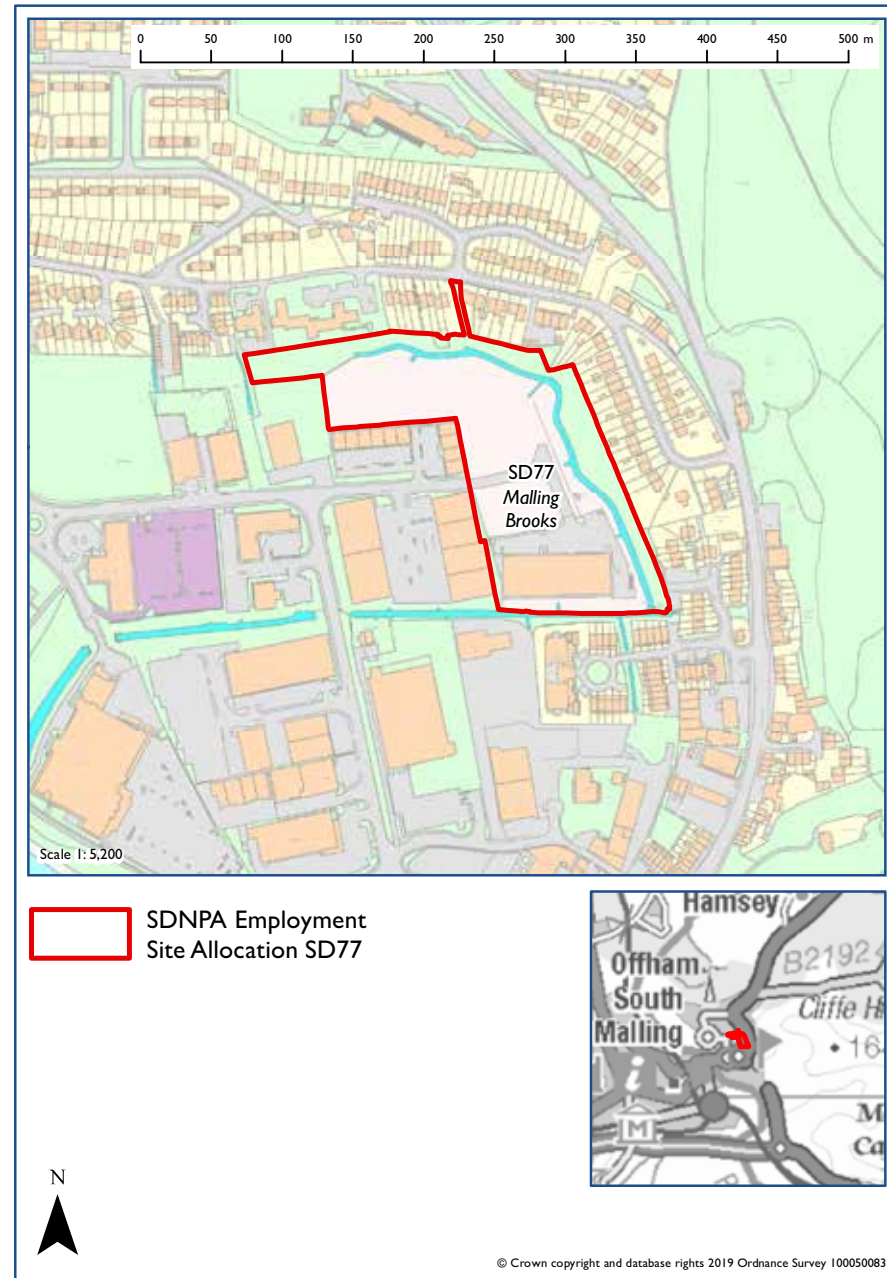 0 50 100 150 200 250 300 350 400 450 500 m
SD77
Malling
Brooks
Scale 1: 5,200
SDNPA Employment
Site Allocation SD77
Hamsey
Offham
South
Malling
B2192
Cliffe H
• 16
i
M
M
Ca
N
© Crown copyright and database rights 2019 Ordnance Survey 100050083